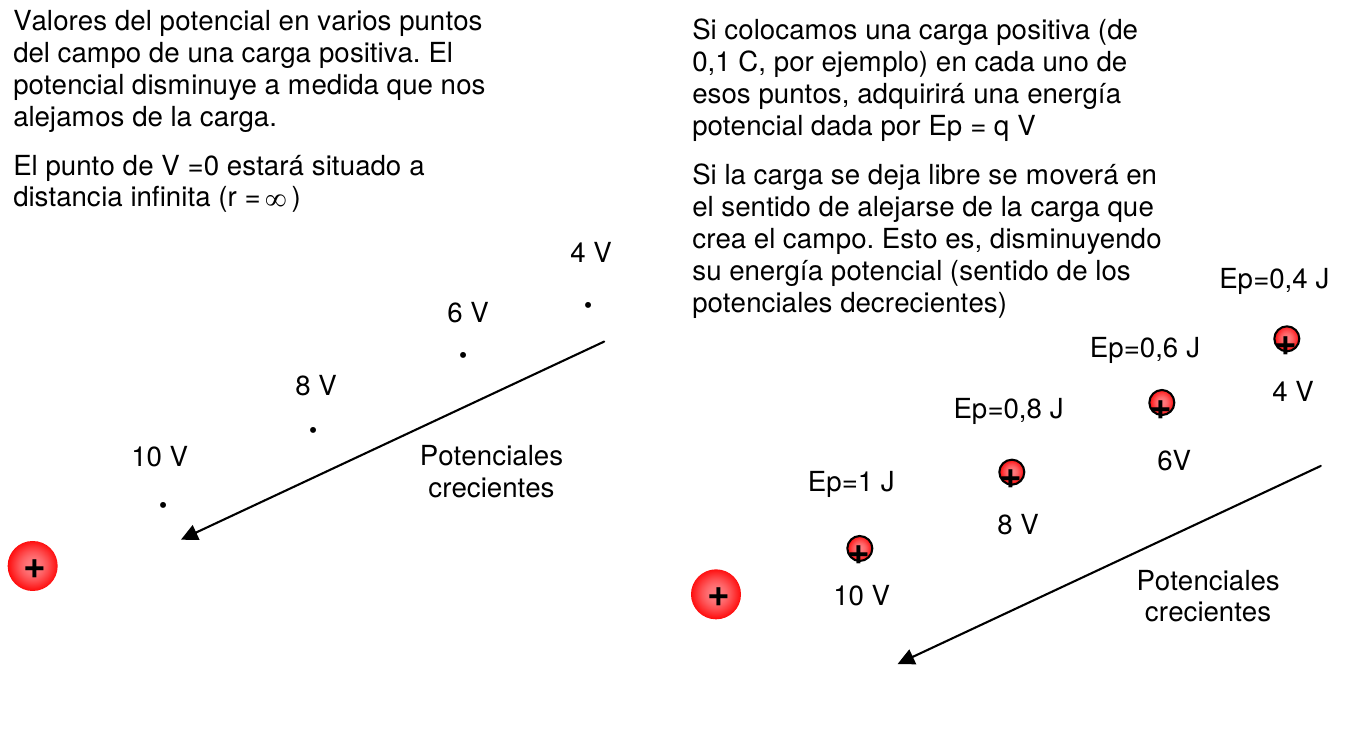 Valores del potencial en varios puntos
del campo de una carga positiva. El
potencial disminuye a medida que nos
alejamos de la carga.
El punto de V =0 estará situado a
distancia infinita (r = ∞ )
4 V
6 V
8 V
10 V
Potenciales
crecientes
+
Si colocamos una carga positiva (de
0,1 C, por ejemplo) en cada uno de
esos puntos, adquirirá una energía
potencial dada por Ep = q V
Si la carga se deja libre se moverá en
el sentido de alejarse de la carga que
crea el campo. Esto es, disminuyendo
su energía potencial (sentido de los
potenciales decrecientes)
Ep=0,4 J
+
4 V
Ep=0,6 J
+
6V
Ep=0,8 J
+
8 V
Ep=1 J
+
10 V
+
Potenciales
crecientes